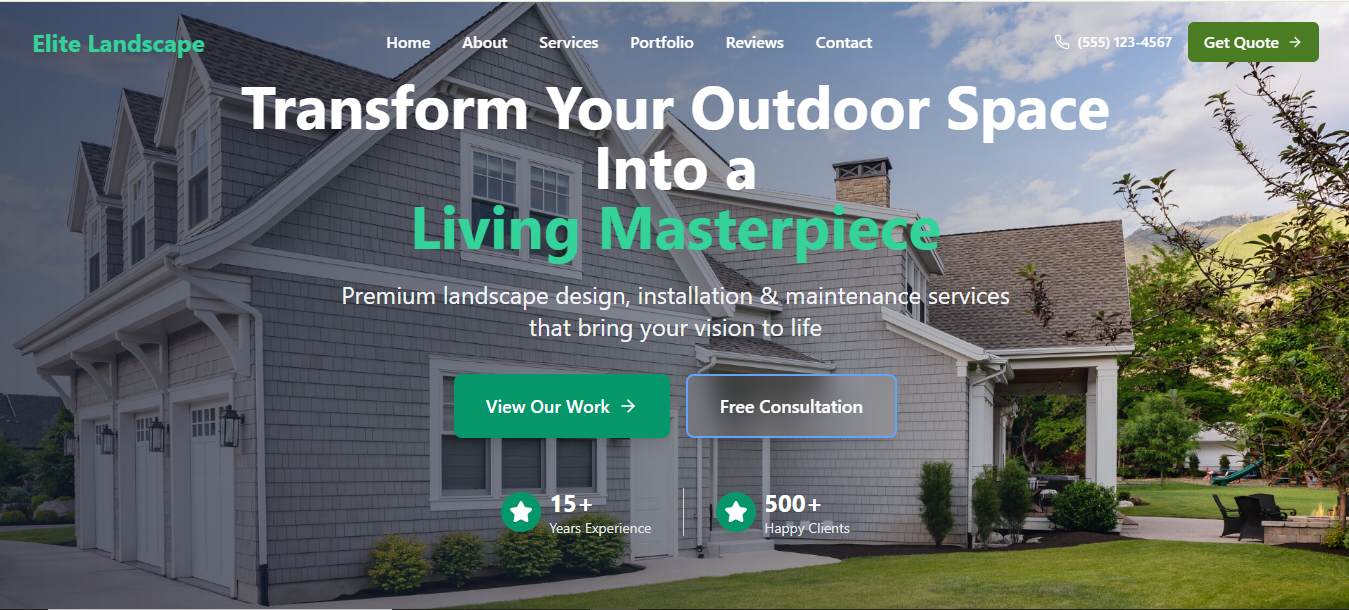 Elite Landscape
Home
About
Services
Portfolio
Reviews
Contact
(555) 123-4567
Get Quote
Transform Your Outdoor Space
Into a
Living Masterpiece
Premium landscape design, installation & maintenance services
that bring your vision to life
View Our Work
Free Consultation
15+
Years Experience
500+
Happy Clients